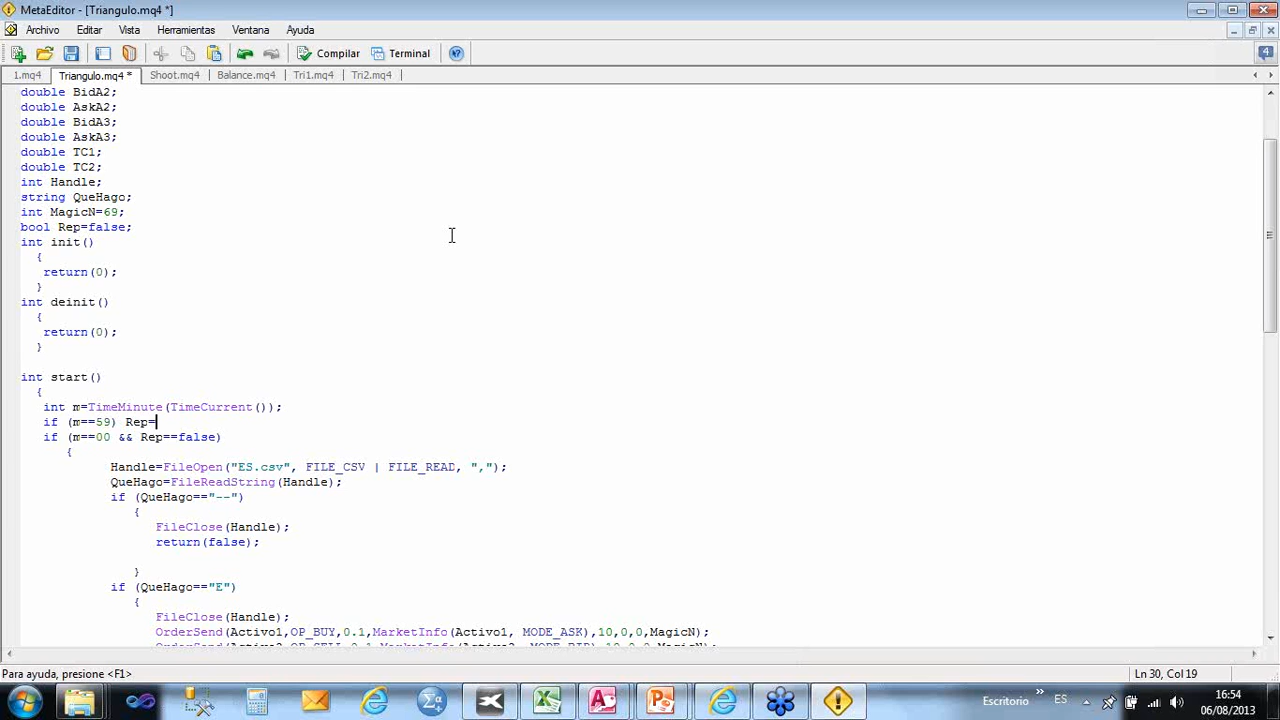 MetaEditor - [Triangulo.mq4 *]
Archivo Editar Vista Herramientas Ventana Ayuda
Compilar Terminal 4
1.mq4 Triangulo.mq4 * Shoot.mq4 Balance.mq4 Tri1.mq4 Tri2.mq4
double BidA2;
double AskA2;
double BidA3;
double AskA3;
double TC1;
double TC2;
int Handle;
string QueHago;
int MagicN=69;
bool Rep=false;
int init()
{
return(0);
}
int deinit()
{
return(0);
}
int start()
{
int m=TimeMinute(TimeCurrent());
if (m==59) Rep=
if (m==00 && Rep==false)
{
Handle=FileOpen("ES.csv", FILE_CSV | FILE_READ, ",");
QueHago=FileReadString(Handle);
if (QueHago=="--")
{
FileClose(Handle);
return(false);
}
if (QueHago=="E")
{
FileClose(Handle);
OrderSend(Activo1,OP_BUY,0.1,MarketInfo(Activo1, MODE_ASK),10,0,0,MagicN);
Para ayuda, presione <F1> Ln 30, Col 19
Escritorio ES 16:54
06/08/2013